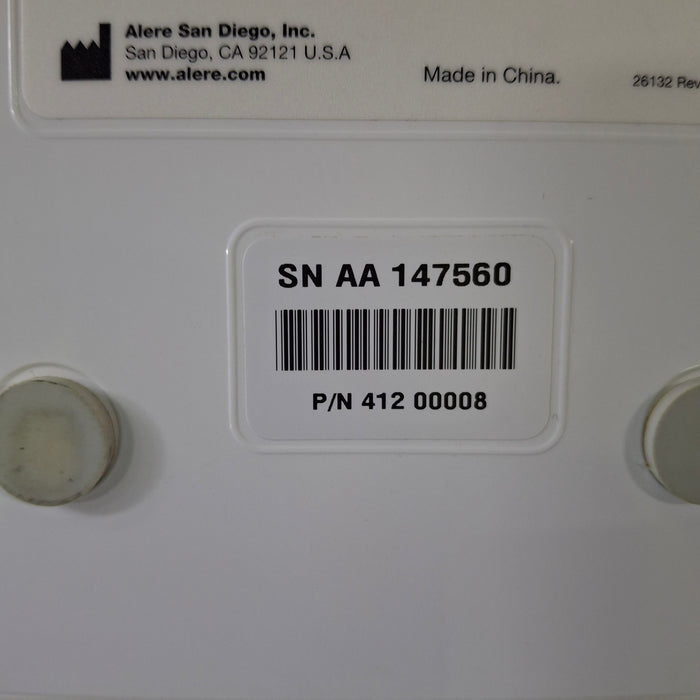 Alere San Diego, Inc.
San Diego, CA 92121 U.S.A
www.alere.com
Made in China.
26132 Rev
SN AA 147560
P/N 412 00008